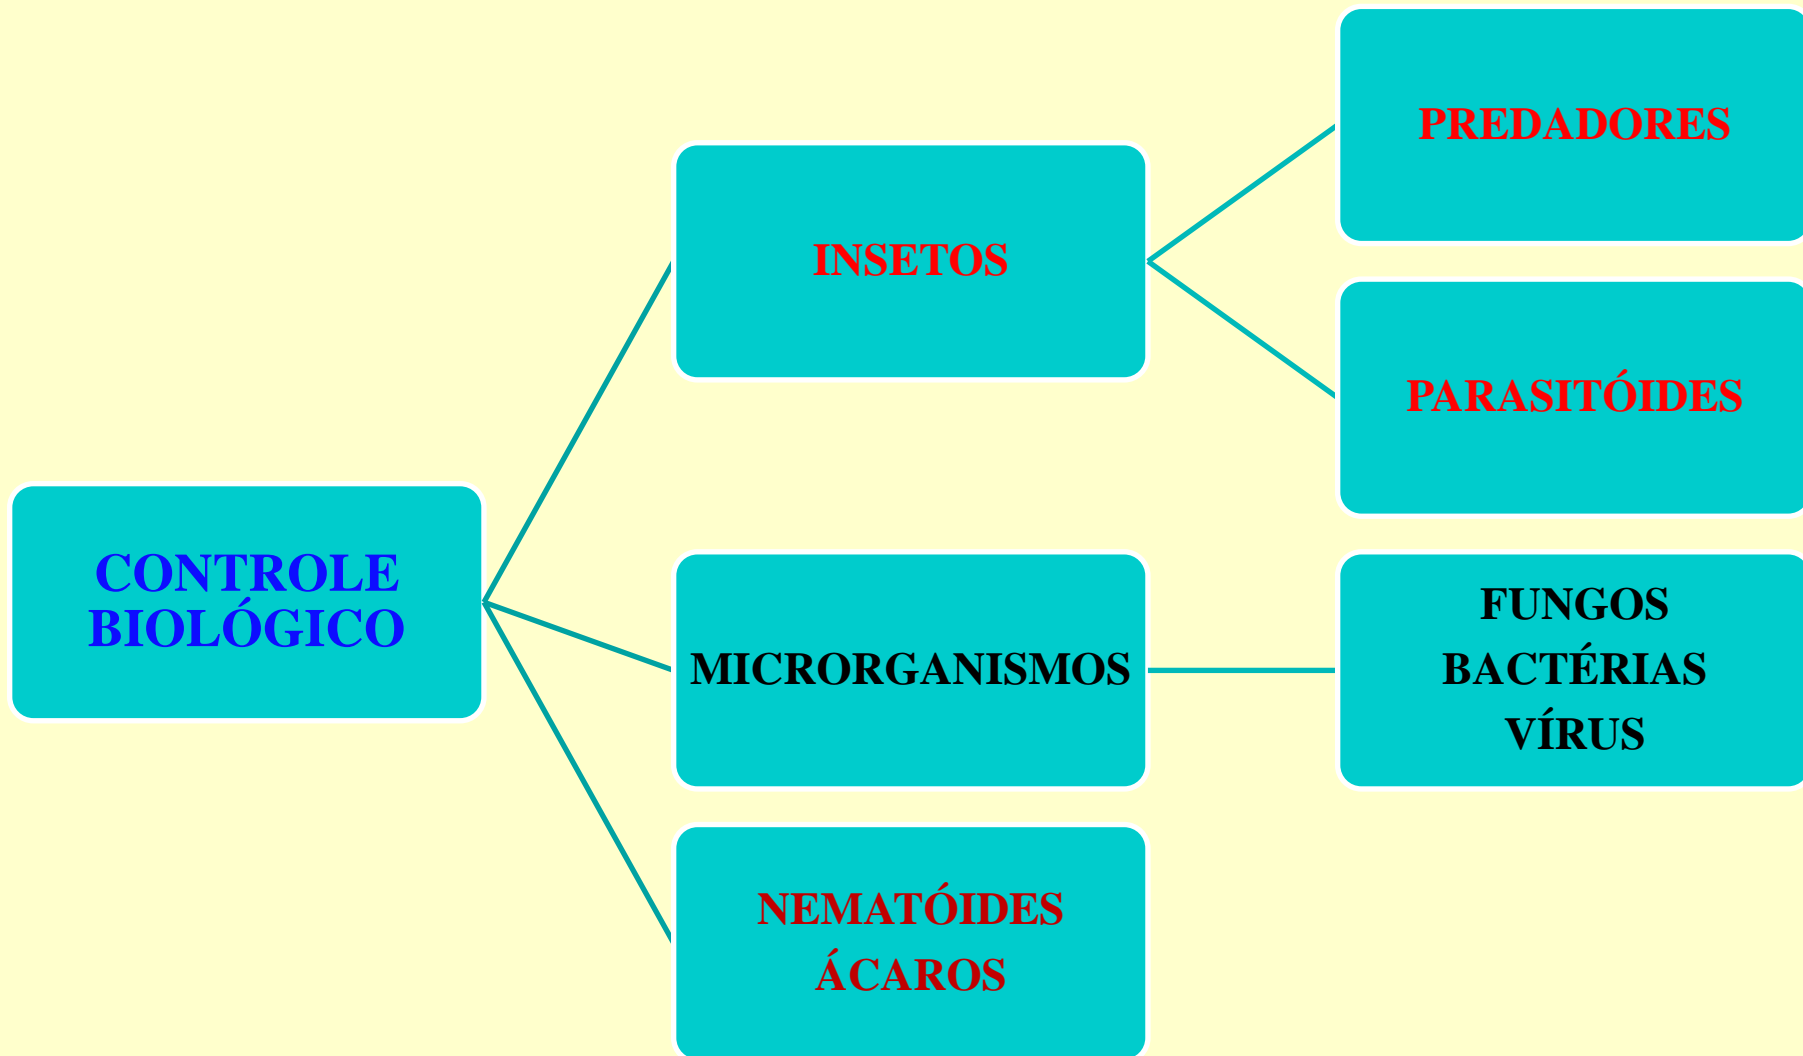 CONTROLE
BIOLÓGICO
INSETOS
PREDADORES
PARASITÓIDES
MICRORGANISMOS
FUNGOS
BACTÉRIAS
VÍRUS
NEMATÓIDES
ÁCAROS